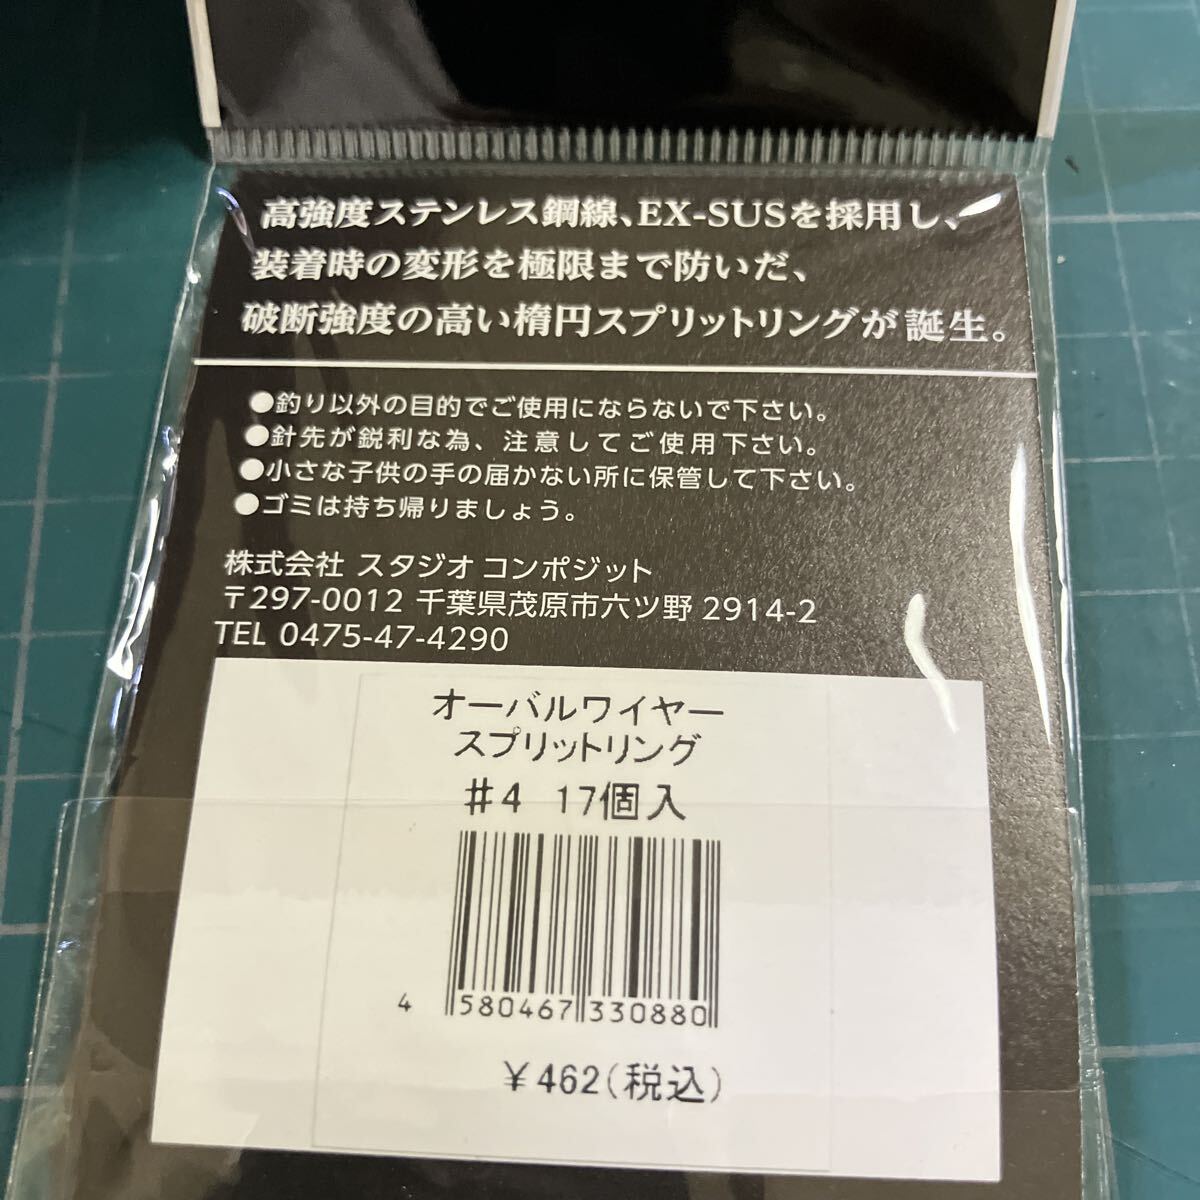 高強度ステンレス鋼線、EX-SUSを採用し、
装着時の変形を極限まで防いだ、
破断強度の高い楕円スプリットリングが誕生。
●釣り以外の目的でご使用にならないで下さい。
●針先が鋭利な為、注意してご使用下さい。
●小さな子供の手の届かない所に保管して下さい。
●ゴミは持ち帰りましょう。
株式会社 スタジオ コンポジット
〒297-0012 千葉県茂原市六ツ野 2914-2
TEL 0475-47-4290
オーバルワイヤー
スプリットリング
#4 17個入
4 580467 330880
¥462(税込)